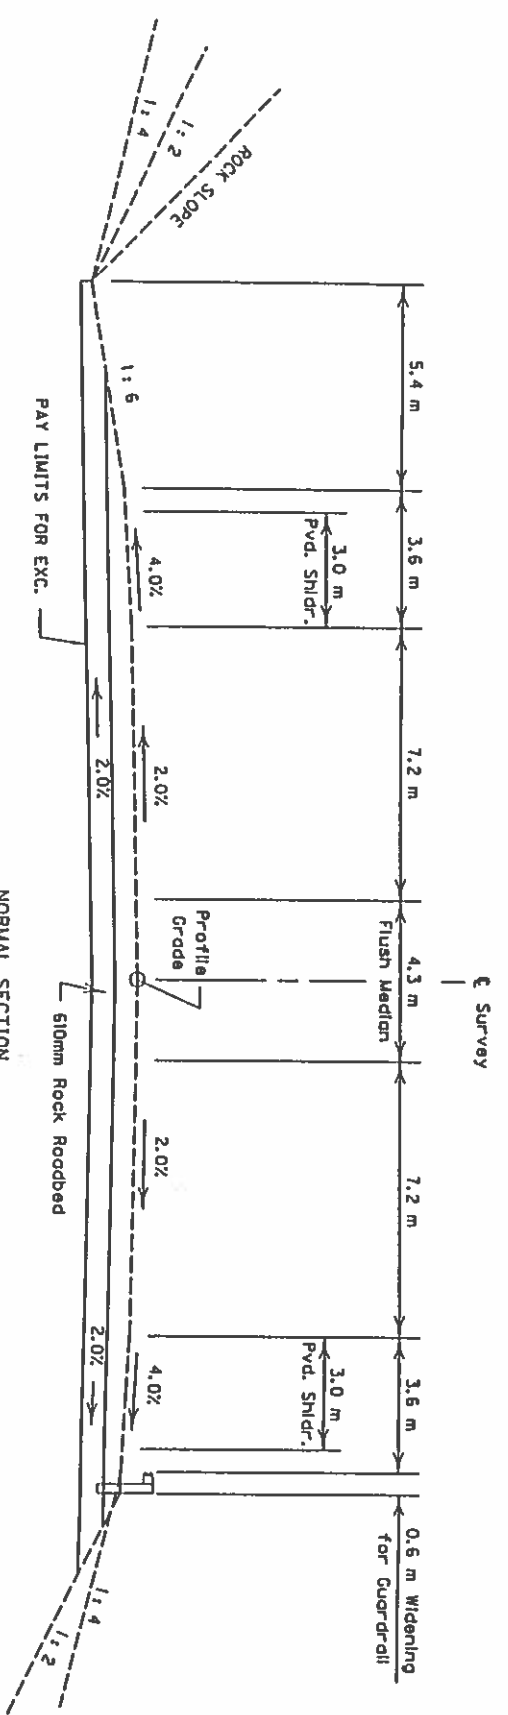 ℄ Survey
5.4 m
3.6 m
7.2 m
4.3 m
7.2 m
3.6 m
0.6 m Widening
for Guardrail
Flush Median
3.0 m
Pvd. Shldr.
3.0 m
Pvd. Shldr.
ROCK SLOPE
1:2
1:4
1:6
4.0%
2.0%
Profile
Grade
2.0%
4.0%
2.0%
2.0%
1:4
1:2
PAY LIMITS FOR EXC.
610mm Rock Roadbed
NORMAL SECTION